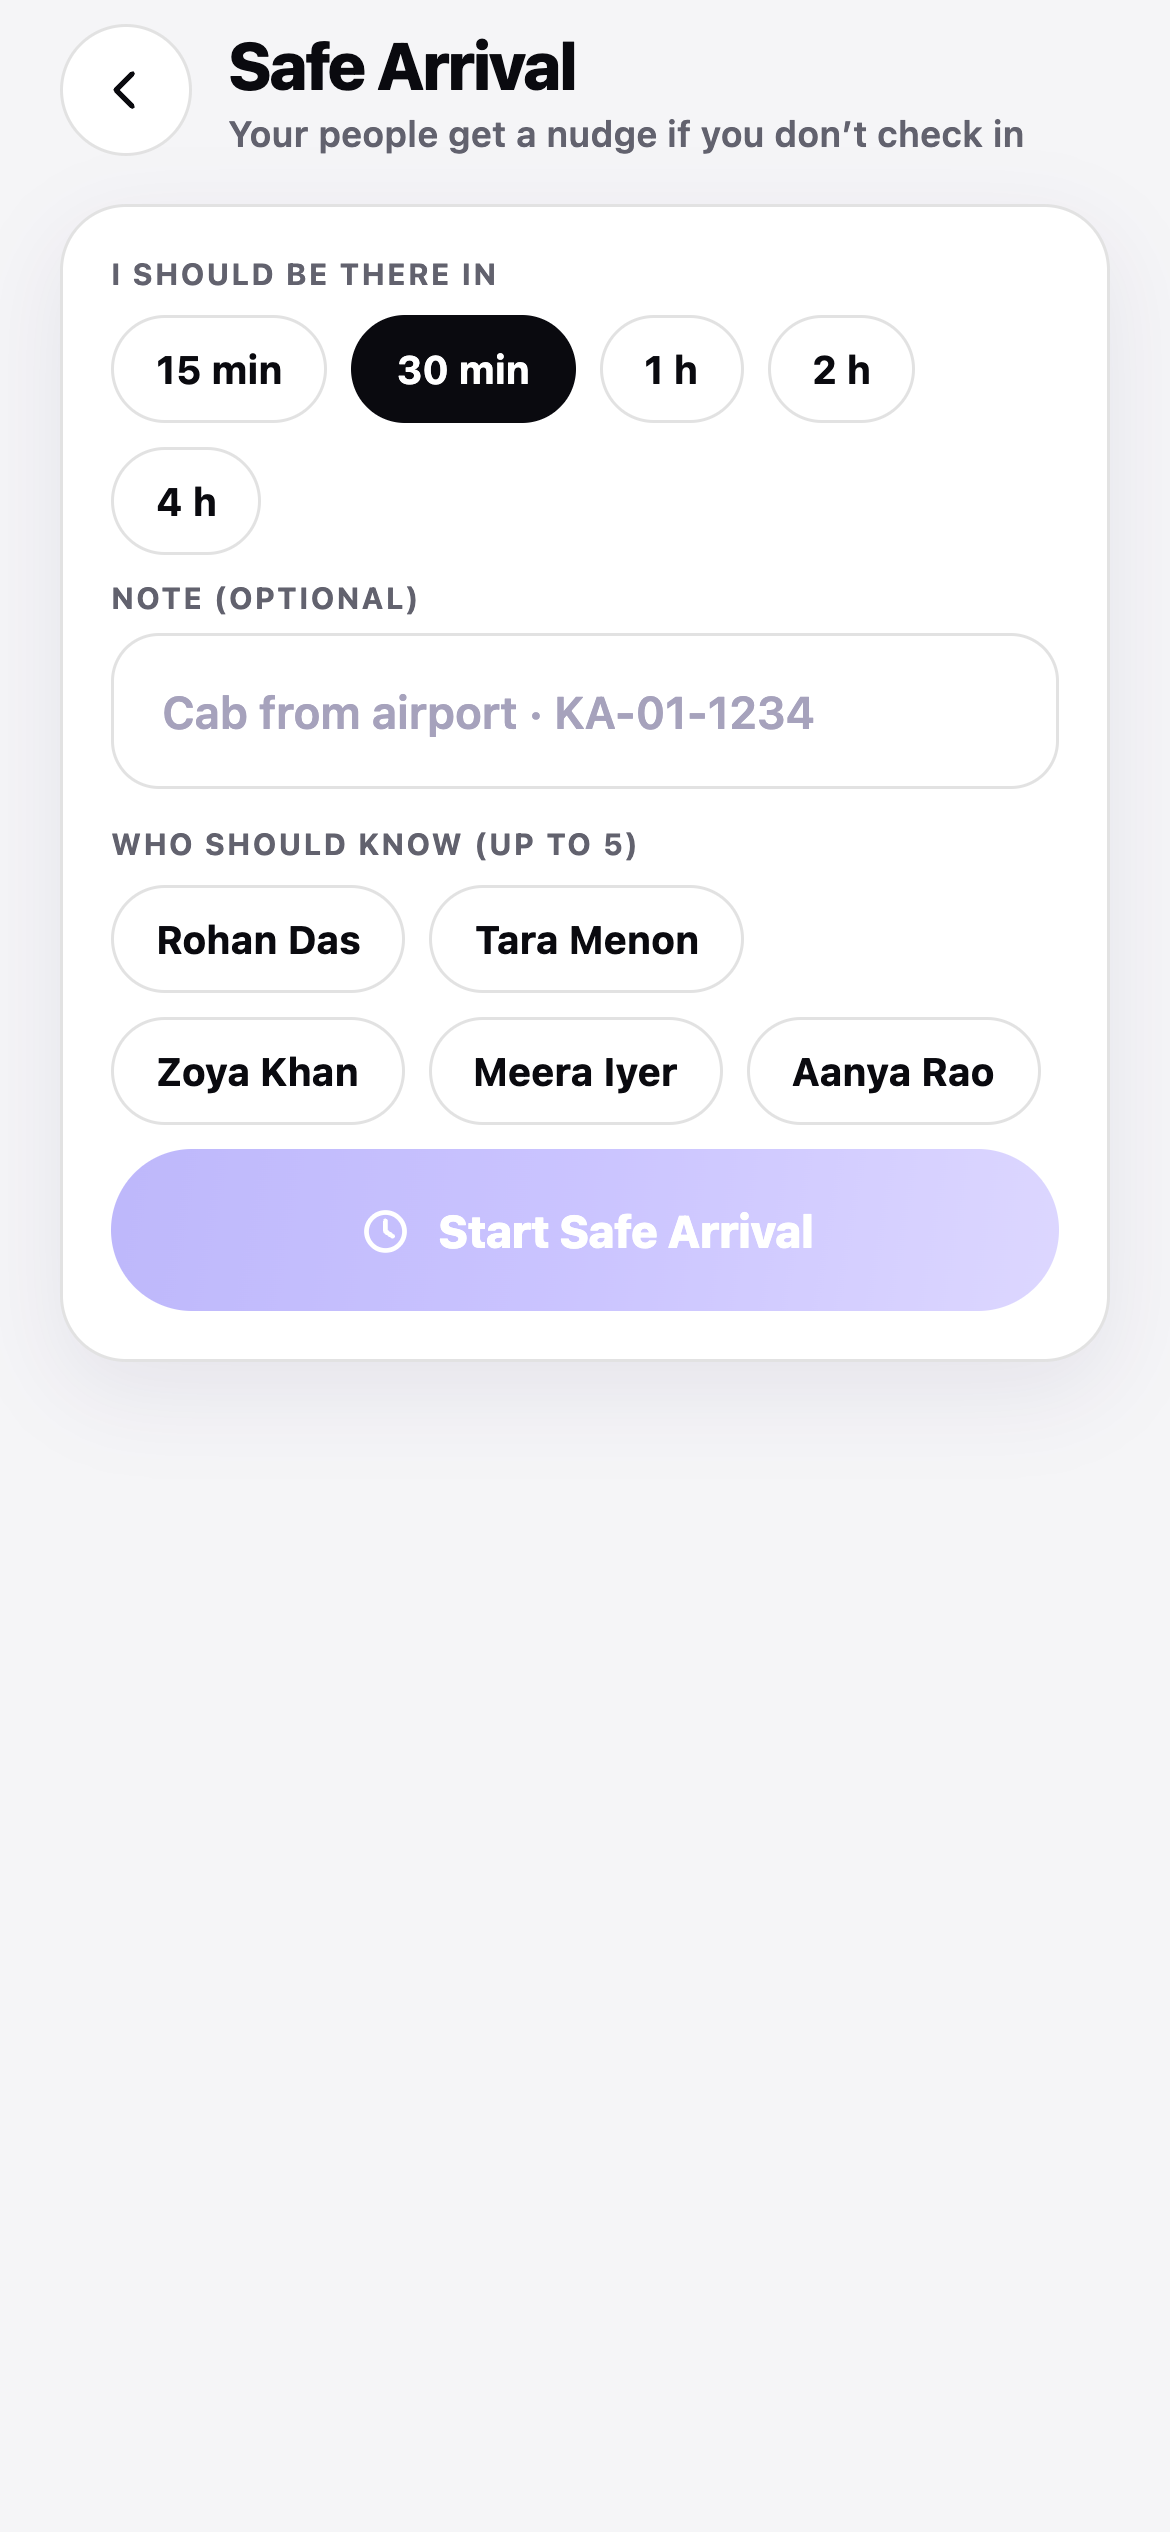 Safe Arrival
Your people get a nudge if you don’t check in
I SHOULD BE THERE IN
15 min 30 min 1 h 2 h
4 h
NOTE (OPTIONAL)
Cab from airport · KA-01-1234
WHO SHOULD KNOW (UP TO 5)
Rohan Das Tara Menon
Zoya Khan Meera Iyer Aanya Rao
Start Safe Arrival